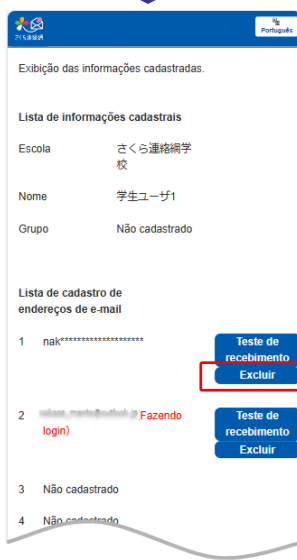 さくら連絡網
Português
Exibição das informações cadastradas.
Lista de informações cadastrais
Escola さくら連絡網学
校
Nome 学生ユーザ1
Grupo Não cadastrado
Lista de cadastro de
endereços de e-mail
1 nak******************** Teste de
recebimento
Excluir
2 (Fazendo Teste de
login) recebimento
Excluir
3 Não cadastrado
4 Não cadastrado